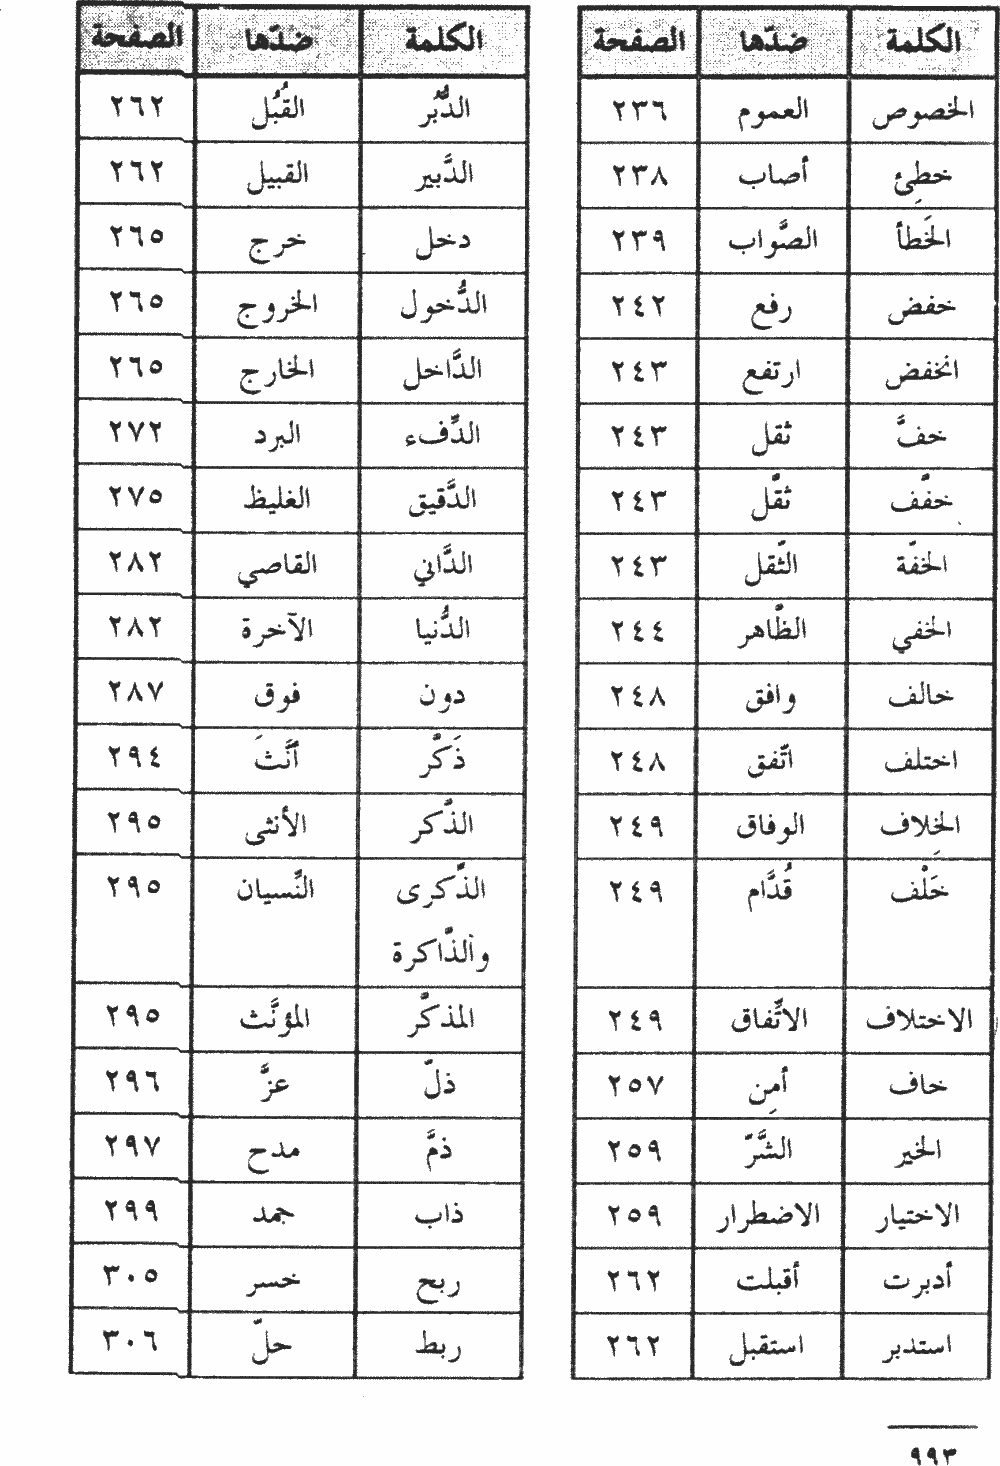 الكلمة ضدّها الصفحة
الخصوص العموم ٢٣٦
خطِئ أصاب ٢٣٨
الخَطأ الصَّواب ٢٣٩
خفض رفع ٢٤٢
انخفض ارتفع ٢٤٣
خفَّ ثقل ٢٤٣
خفَّف ثقَّل ٢٤٣
الخفّة الثّقل ٢٤٣
الخفي الظَّاهر ٢٤٤
خالف وافق ٢٤٨
اختلف اتّفق ٢٤٨
الخِلاف الوفاق ٢٤٩
خَلْف قُدَّام ٢٤٩
الاختلاف الاتِّفاق ٢٤٩
خاف أمِن ٢٥٧
الخير الشَّرّ ٢٥٩
الاختيار الاضطرار ٢٥٩
أدبرت أقبلت ٢٦٢
استدبر استقبل ٢٦٢
الكلمة ضدّها الصفحة
الدُّبُر القُبُل ٢٦٢
الدَّبير القبيل ٢٦٢
دخل خرج ٢٦٥
الدُّخول الخروج ٢٦٥
الدَّاخل الخارج ٢٦٥
الدِّفء البرد ٢٧٢
الدَّقيق الغليظ ٢٧٥
الدَّاني القاصي ٢٨٢
الدُّنيا الآخرة ٢٨٢
دون فوق ٢٨٧
ذَكَّر أنَّثَ ٢٩٤
الذَّكر الأنثى ٢٩٥
الذِّكرى النِّسيان ٢٩٥
والذَّاكرة
المذكَّر المؤنَّث ٢٩٥
ذلّ عزَّ ٢٩٦
ذمَّ مدح ٢٩٧
ذاب جمد ٢٩٩
ربح خسر ٣٠٥
ربط حلّ ٣٠٦
٩٩٣